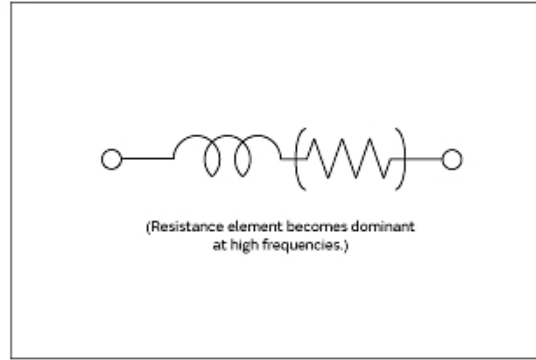 (Resistance element becomes dominant
at high frequencies.)